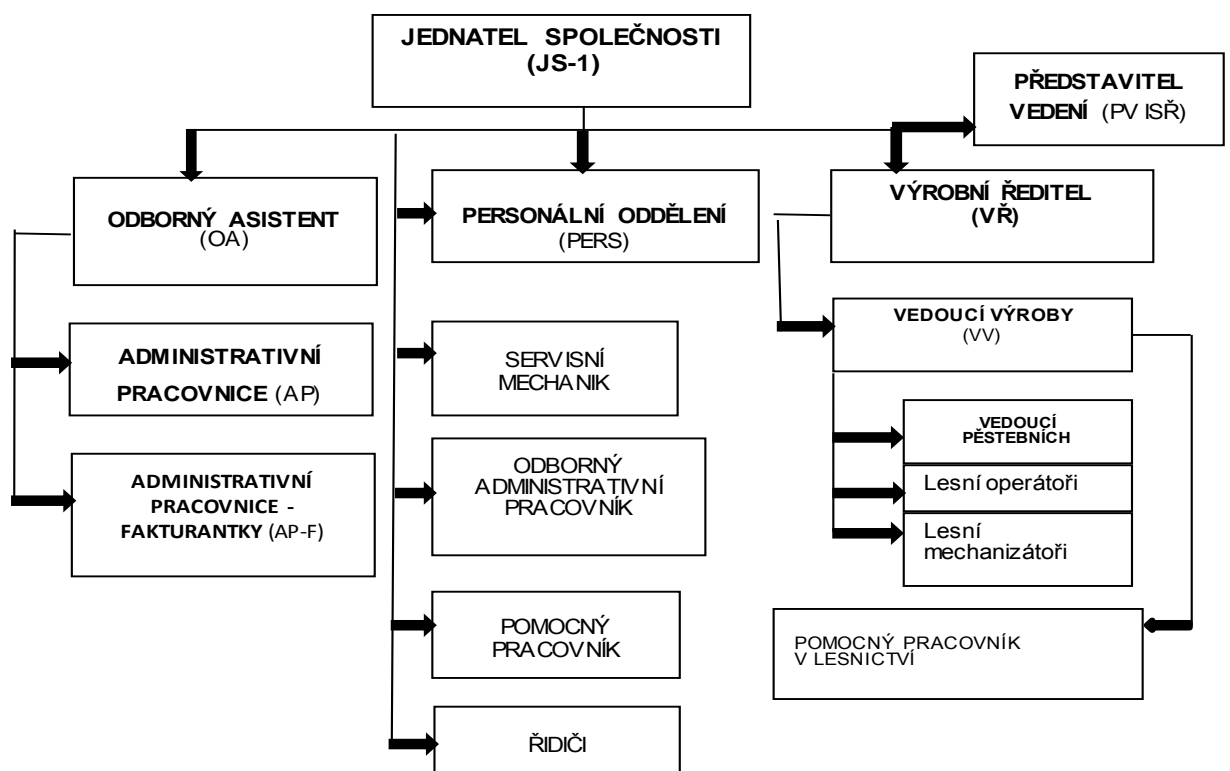 JEDNATEL SPOLEČNOSTI
(JS-1)
PŘEDSTAVITEL
VEDENÍ (PV ISŘ)
ODBORNÝ ASISTENT
(OA)
PERSONÁLNÍ ODDĚLENÍ
(PERS)
VÝROBNÍ ŘEDITEL
(VŘ)
ADMINISTRATIVNÍ
PRACOVNICE (AP)
SERVISNÍ
MECHANIK
VEDOUCÍ VÝROBY
(VV)
ADMINISTRATIVNÍ
PRACOVNICE -
FAKTURANTKY (AP-F)
ODBORNÝ
ADMINISTRATIVNÍ
PRACOVNÍK
VEDOUCÍ
PĚSTEBNÍCH
Lesní operátoři
Lesní
mechanizátoři
POMOCNÝ
PRACOVNÍK
POMOCNÝ PRACOVNÍK
V LESNICTVÍ
ŘIDIČI